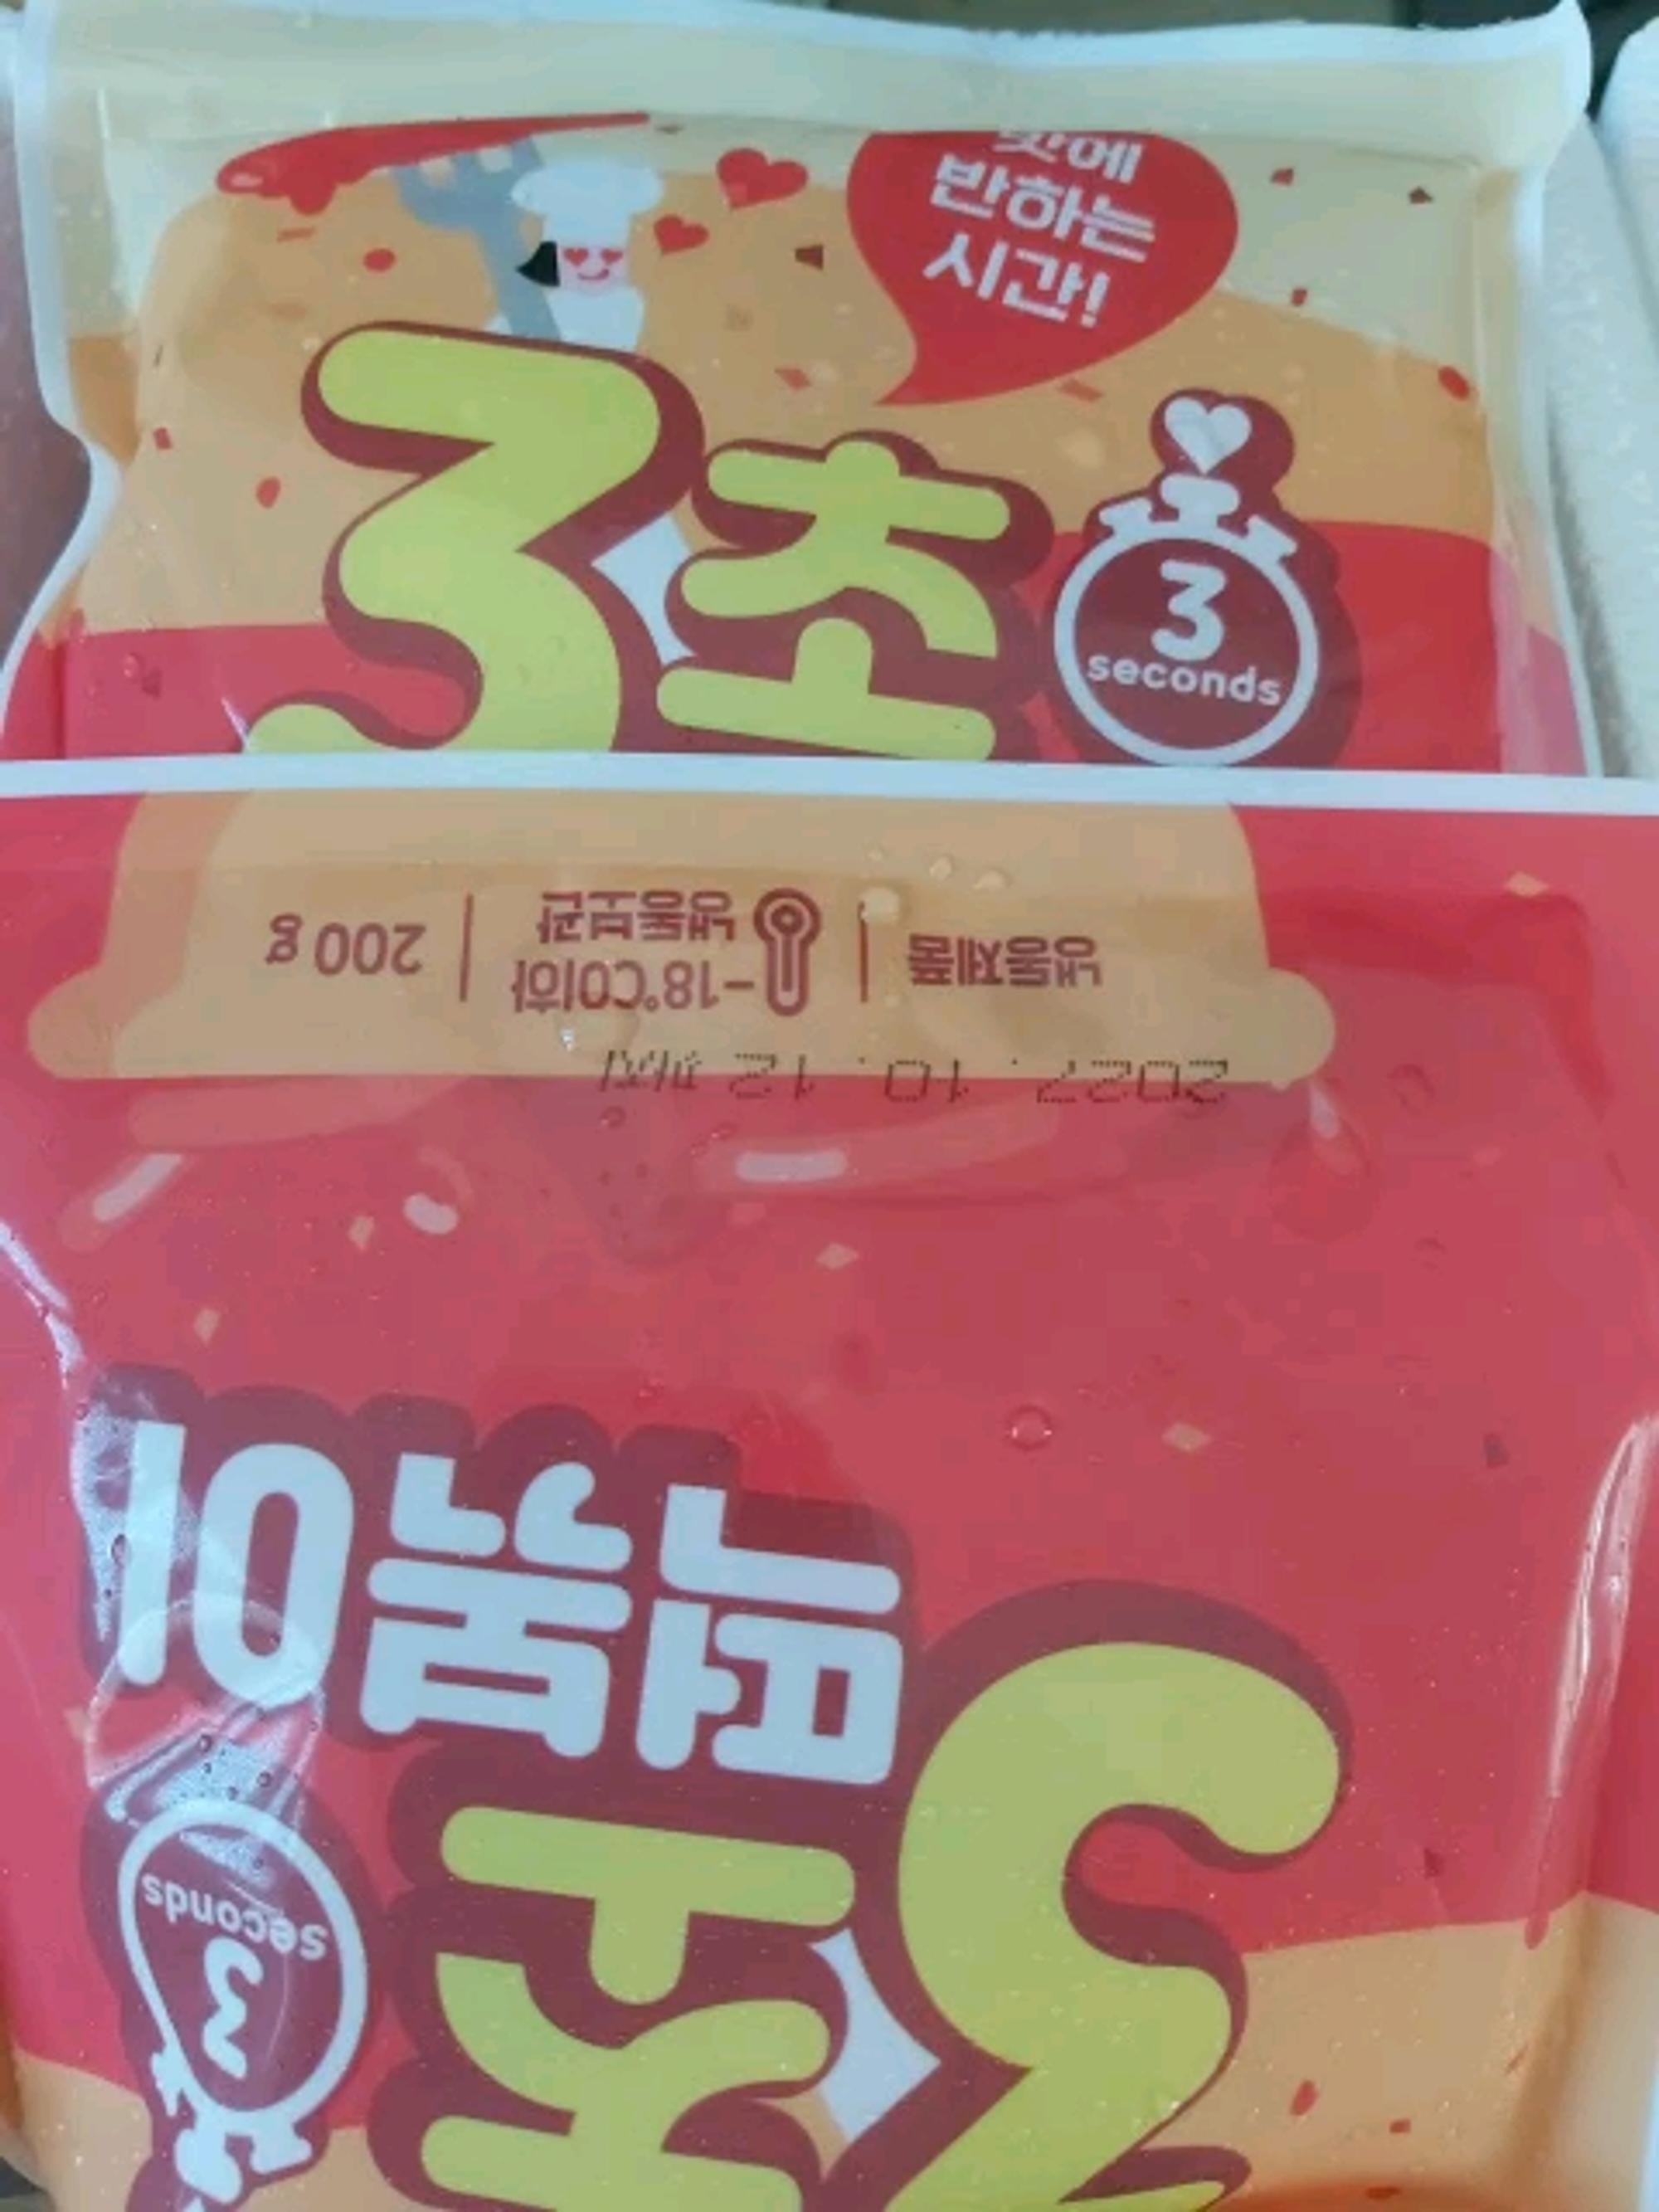 맛에
반하는
시간!
3초
3
seconds
냉동제품
-18℃이하
냉동보관
200 g
2022. 10. 12 까지
떡볶이
3초
3
seconds